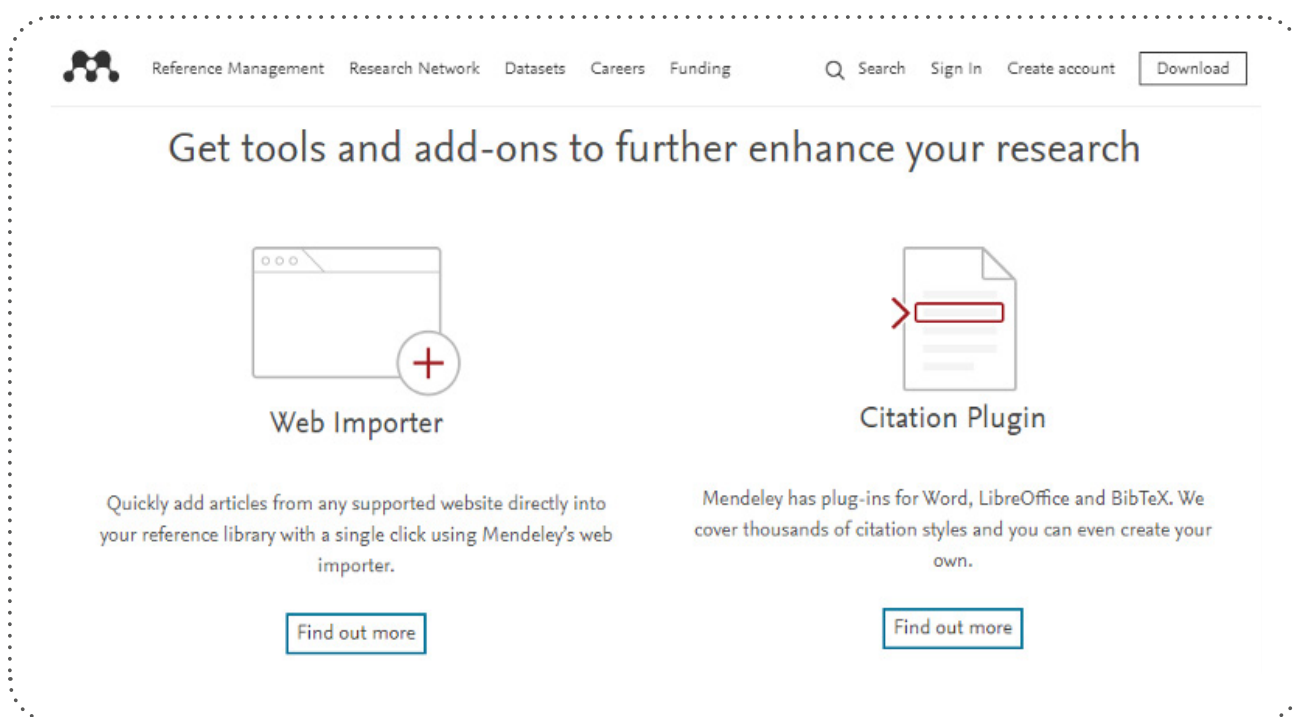 Reference Management Research Network Datasets Careers Funding Search Sign In Create account Download
Get tools and add-ons to further enhance your research
Web Importer
Quickly add articles from any supported website directly into
your reference library with a single click using Mendeley's web
importer.
Find out more
Citation Plugin
Mendeley has plug-ins for Word, LibreOffice and BibTeX. We
cover thousands of citation styles and you can even create your
own.
Find out more